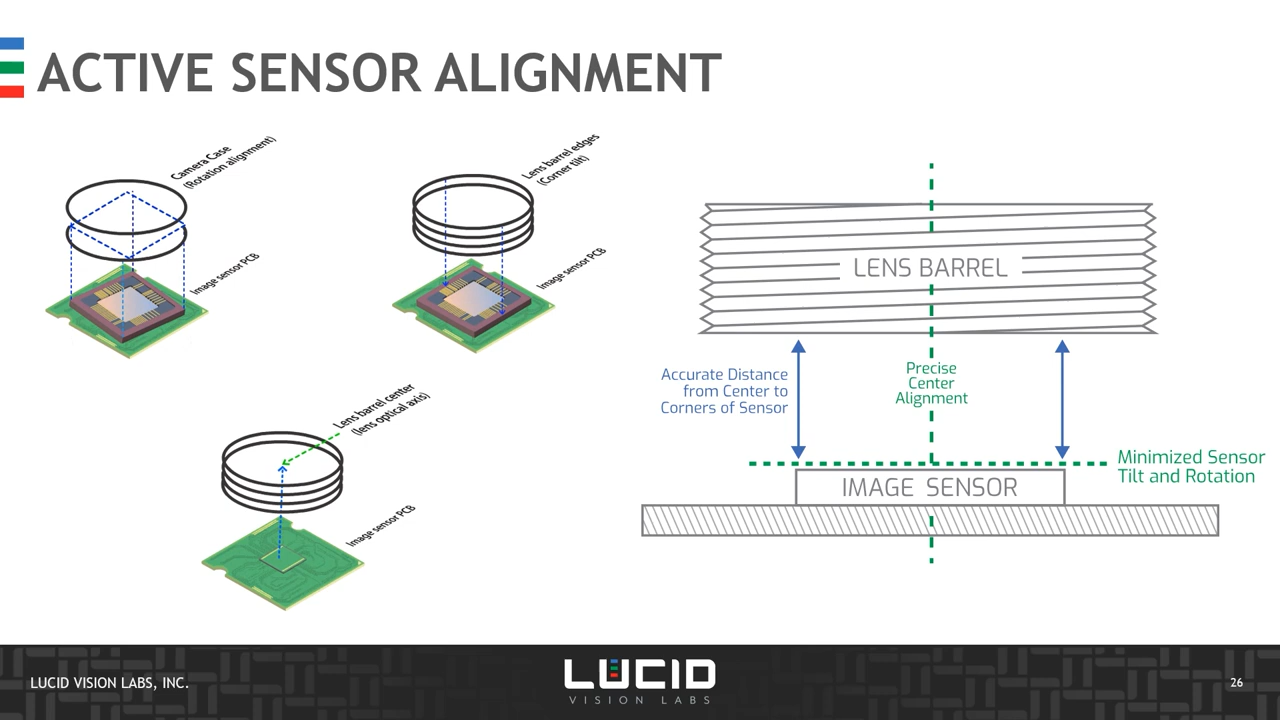 ACTIVE SENSOR ALIGNMENT
Camera Case
(Rotation alignment)
Image sensor PCB
Lens barrel edges
(Corner tilt)
Image sensor PCB
Lens barrel center
(lens optical axis)
Image sensor PCB
LENS BARREL
Accurate Distance
from Center to
Corners of Sensor
Precise
Center
Alignment
Minimized Sensor
Tilt and Rotation
IMAGE SENSOR
LUCID VISION LABS, INC.
LUCID
VISION LABS
26